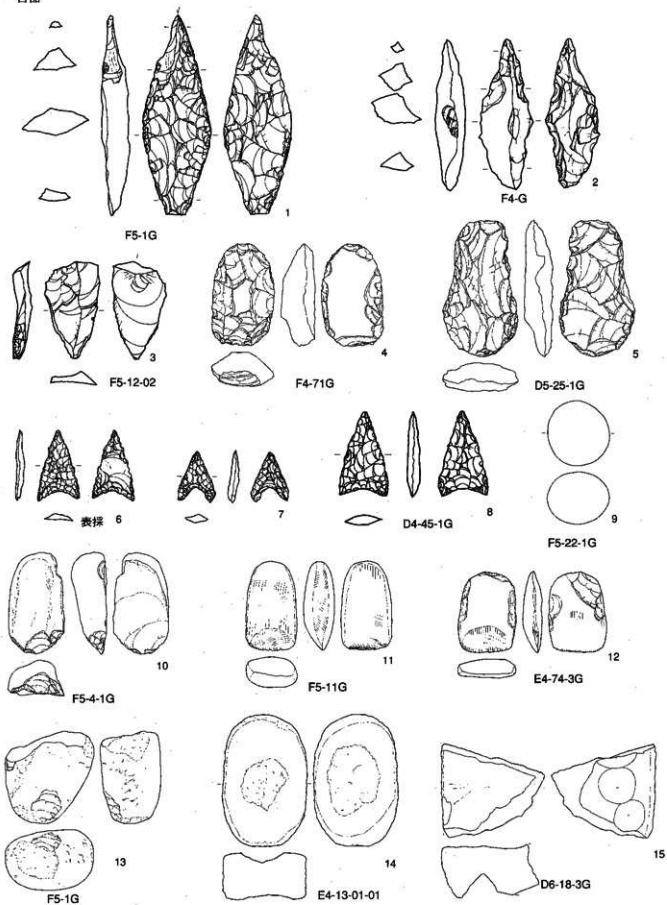 石器
1
F5-1G
2
F4-G
3
F5-12-02
4
F4-71G
5
D5-25-1G
6
表採
7
8
D4-45-1G
9
F5-22-1G
10
F5-4-1G
11
F5-11G
12
E4-74-3G
13
F5-1G
14
E4-13-01-01
15
D6-18-3G